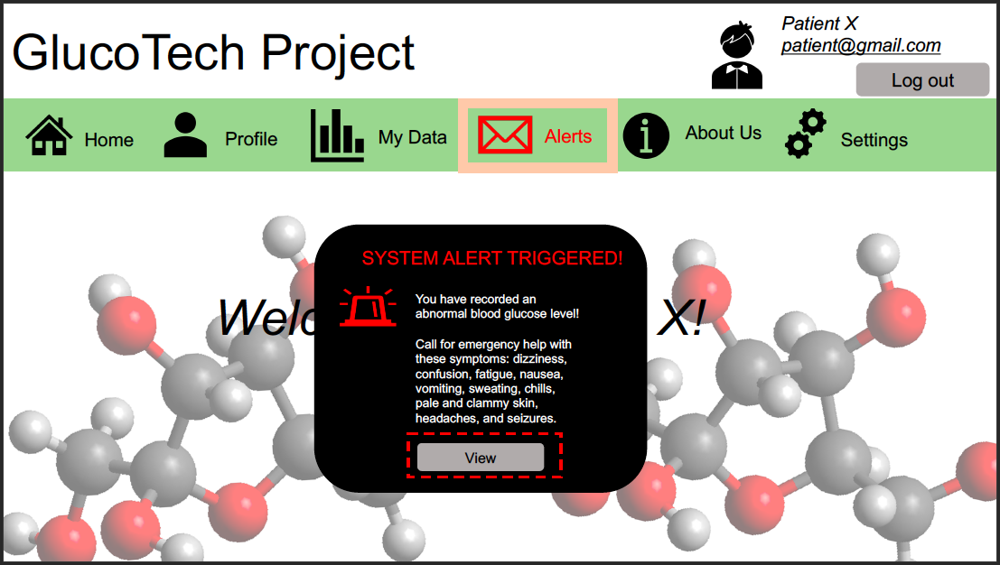 GlucoTech Project
Patient X
patient@gmail.com
Log out
Home
Profile
My Data
Alerts
About Us
Settings
SYSTEM ALERT TRIGGERED!
You have recorded an
abnormal blood glucose level!
Call for emergency help with
these symptoms: dizziness,
confusion, fatigue, nausea,
vomiting, sweating, chills,
pale and clammy skin,
headaches, and seizures.
View
X!